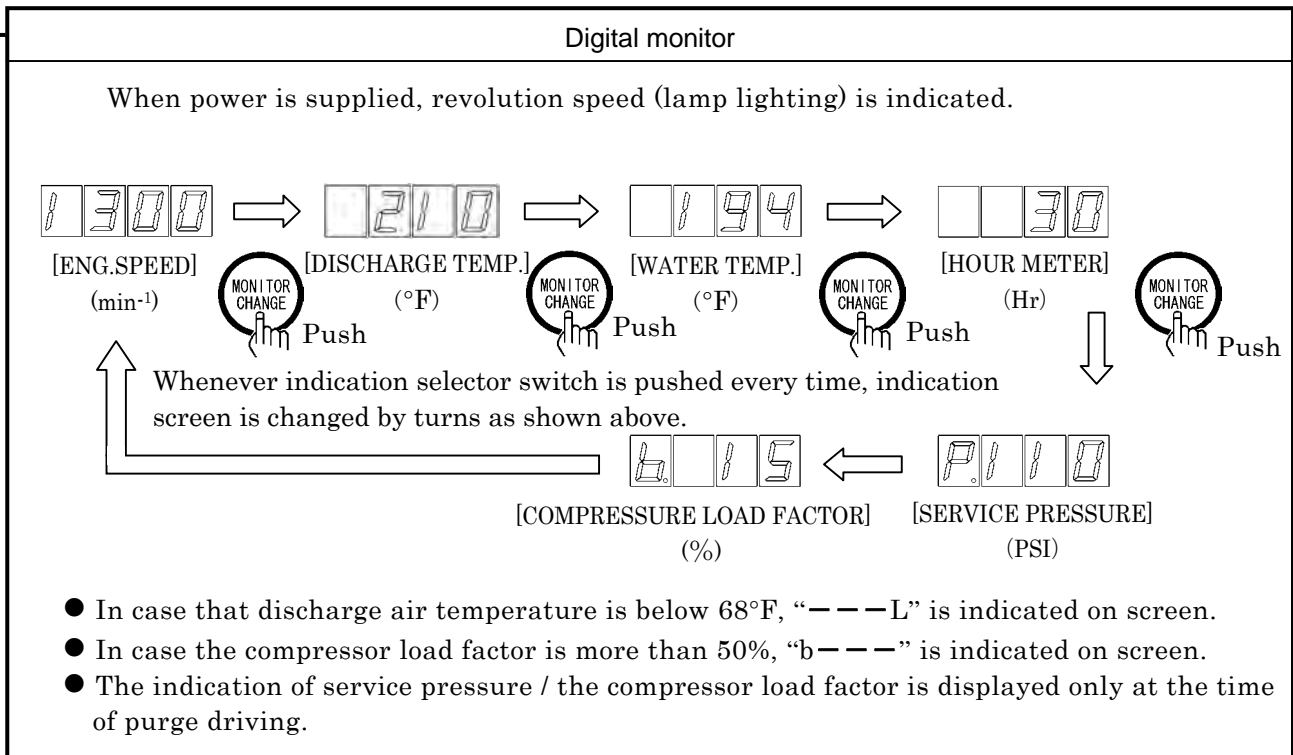 Digital monitor
When power is supplied, revolution speed (lamp lighting) is indicated.
1300 210 194 30
[ENG.SPEED] [DISCHARGE TEMP.] [WATER TEMP.] [HOUR METER]
(min-1) MONITOR CHANGE Push (°F) MONITOR CHANGE Push (°F) MONITOR CHANGE Push (Hr) MONITOR CHANGE Push
Whenever indication selector switch is pushed every time, indication
screen is changed by turns as shown above.
b. 15 P.110
[COMPRESSURE LOAD FACTOR] [SERVICE PRESSURE]
(%) (PSI)
● In case that discharge air temperature is below 68°F, “———L” is indicated on screen.
● In case the compressor load factor is more than 50%, “b———” is indicated on screen.
● The indication of service pressure / the compressor load factor is displayed only at the time
of purge driving.